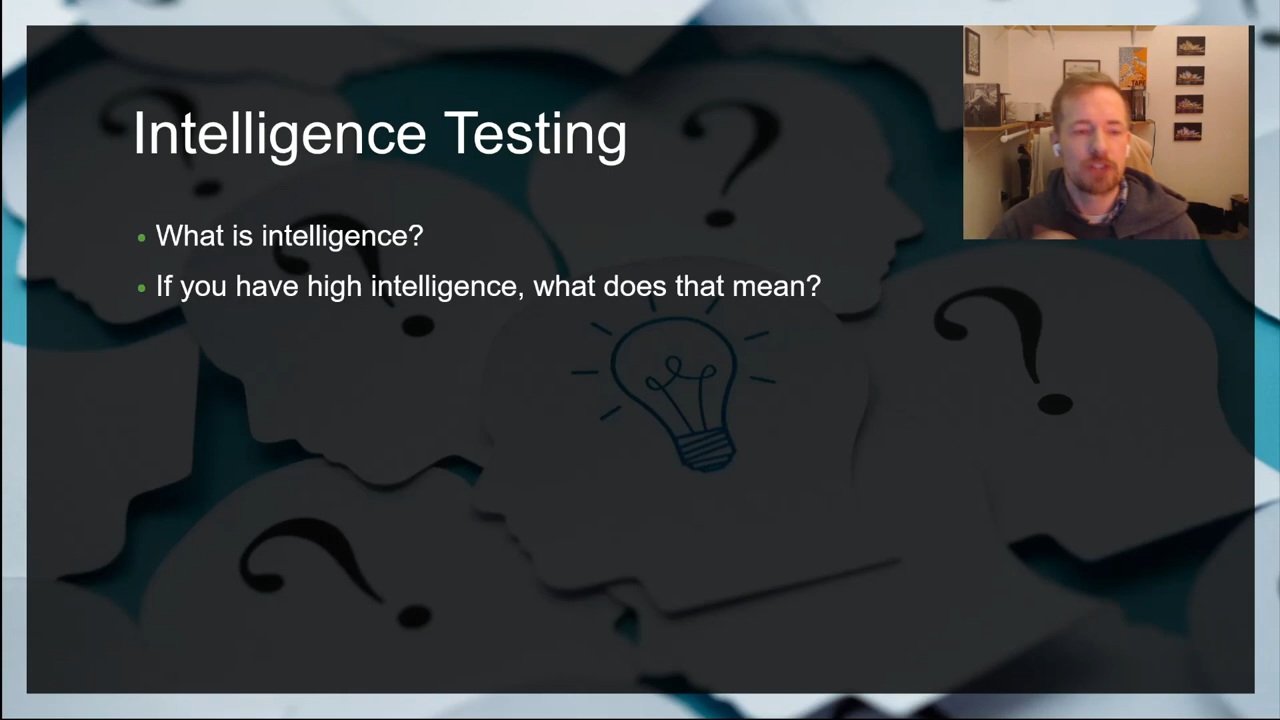 Intelligence Testing
What is intelligence?
If you have high intelligence, what does that mean?